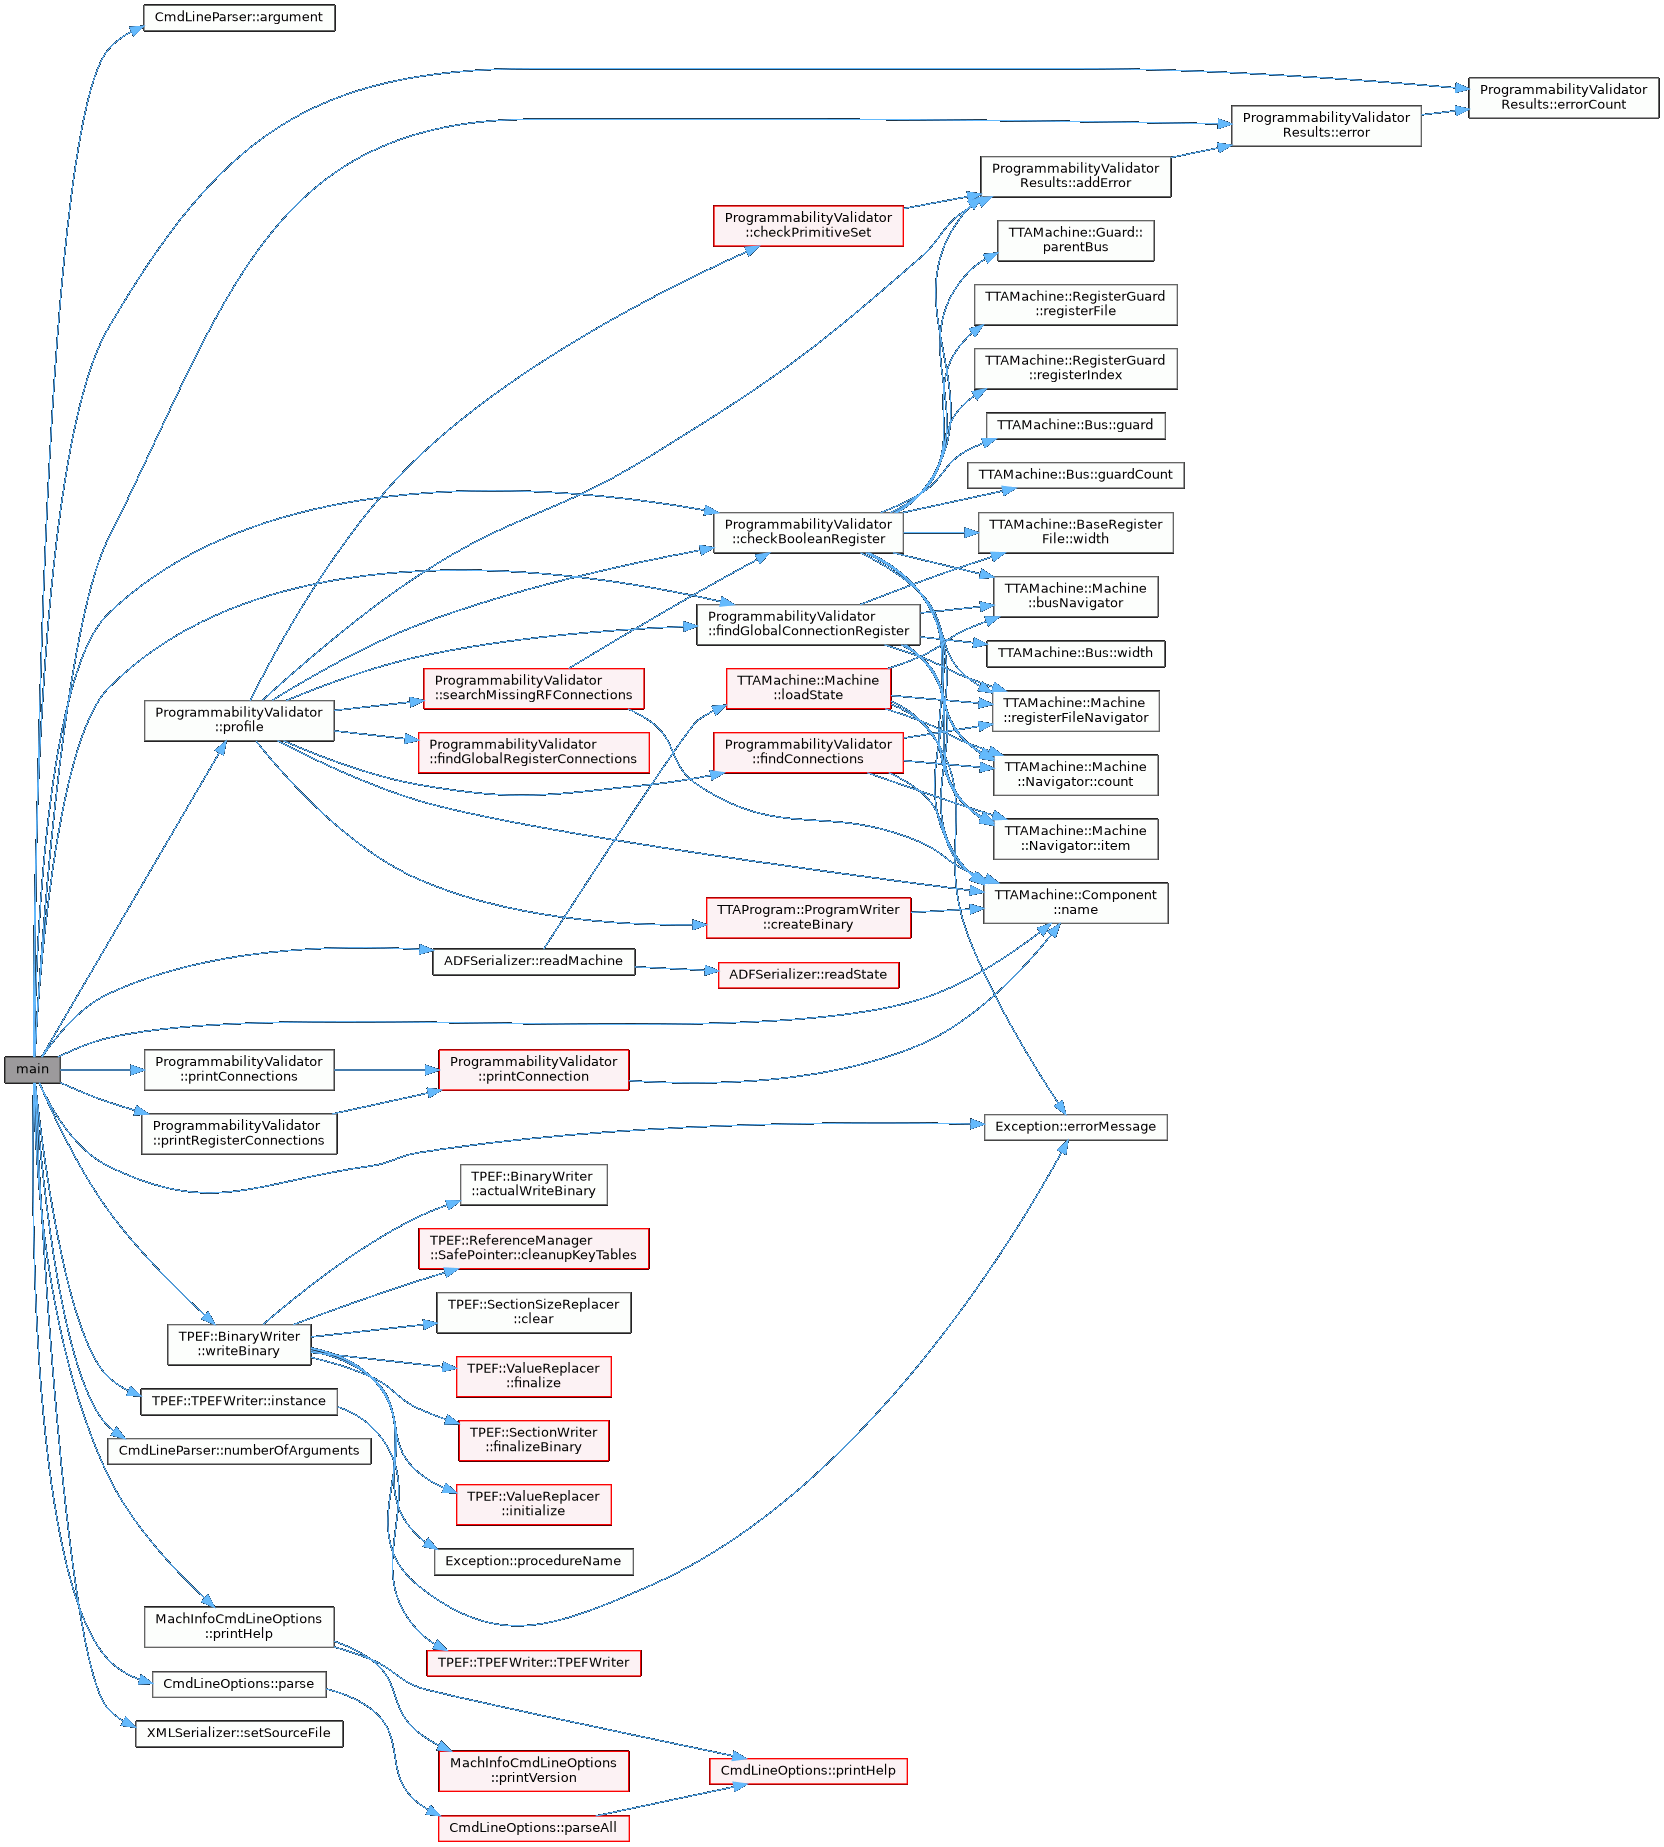 CmdLineParser::argument
ProgrammabilityValidator
Results::errorCount
ProgrammabilityValidator
Results::error
ProgrammabilityValidator
Results::addError
ProgrammabilityValidator
::checkPrimitiveSet
TTAMachine::Guard::
parentBus
TTAMachine::RegisterGuard
::registerFile
TTAMachine::RegisterGuard
::registerIndex
TTAMachine::Bus::guard
TTAMachine::Bus::guardCount
ProgrammabilityValidator
::checkBooleanRegister
TTAMachine::BaseRegister
File::width
TTAMachine::Machine
::busNavigator
ProgrammabilityValidator
::findGlobalConnectionRegister
TTAMachine::Bus::width
ProgrammabilityValidator
::searchMissingRFConnections
TTAMachine::Machine
::loadState
TTAMachine::Machine
::registerFileNavigator
ProgrammabilityValidator
::profile
ProgrammabilityValidator
::findGlobalRegisterConnections
ProgrammabilityValidator
::findConnections
TTAMachine::Machine
::Navigator::count
TTAMachine::Machine
::Navigator::item
TTAMachine::Component
::name
TTAProgram::ProgramWriter
::createBinary
ADFSerializer::readMachine
ADFSerializer::readState
main
ProgrammabilityValidator
::printConnections
ProgrammabilityValidator
::printConnection
ProgrammabilityValidator
::printRegisterConnections
Exception::errorMessage
TPEF::BinaryWriter
::actualWriteBinary
TPEF::ReferenceManager
::SafePointer::cleanupKeyTables
TPEF::SectionSizeReplacer
::clear
TPEF::BinaryWriter
::writeBinary
TPEF::ValueReplacer
::finalize
TPEF::TPEFWriter::instance
TPEF::SectionWriter
::finalizeBinary
CmdLineParser::numberOfArguments
TPEF::ValueReplacer
::initialize
Exception::procedureName
MachInfoCmdLineOptions
::printHelp
TPEF::TPEFWriter::TPEFWriter
CmdLineOptions::parse
XMLSerializer::setSourceFile
MachInfoCmdLineOptions
::printVersion
CmdLineOptions::printHelp
CmdLineOptions::parseAll